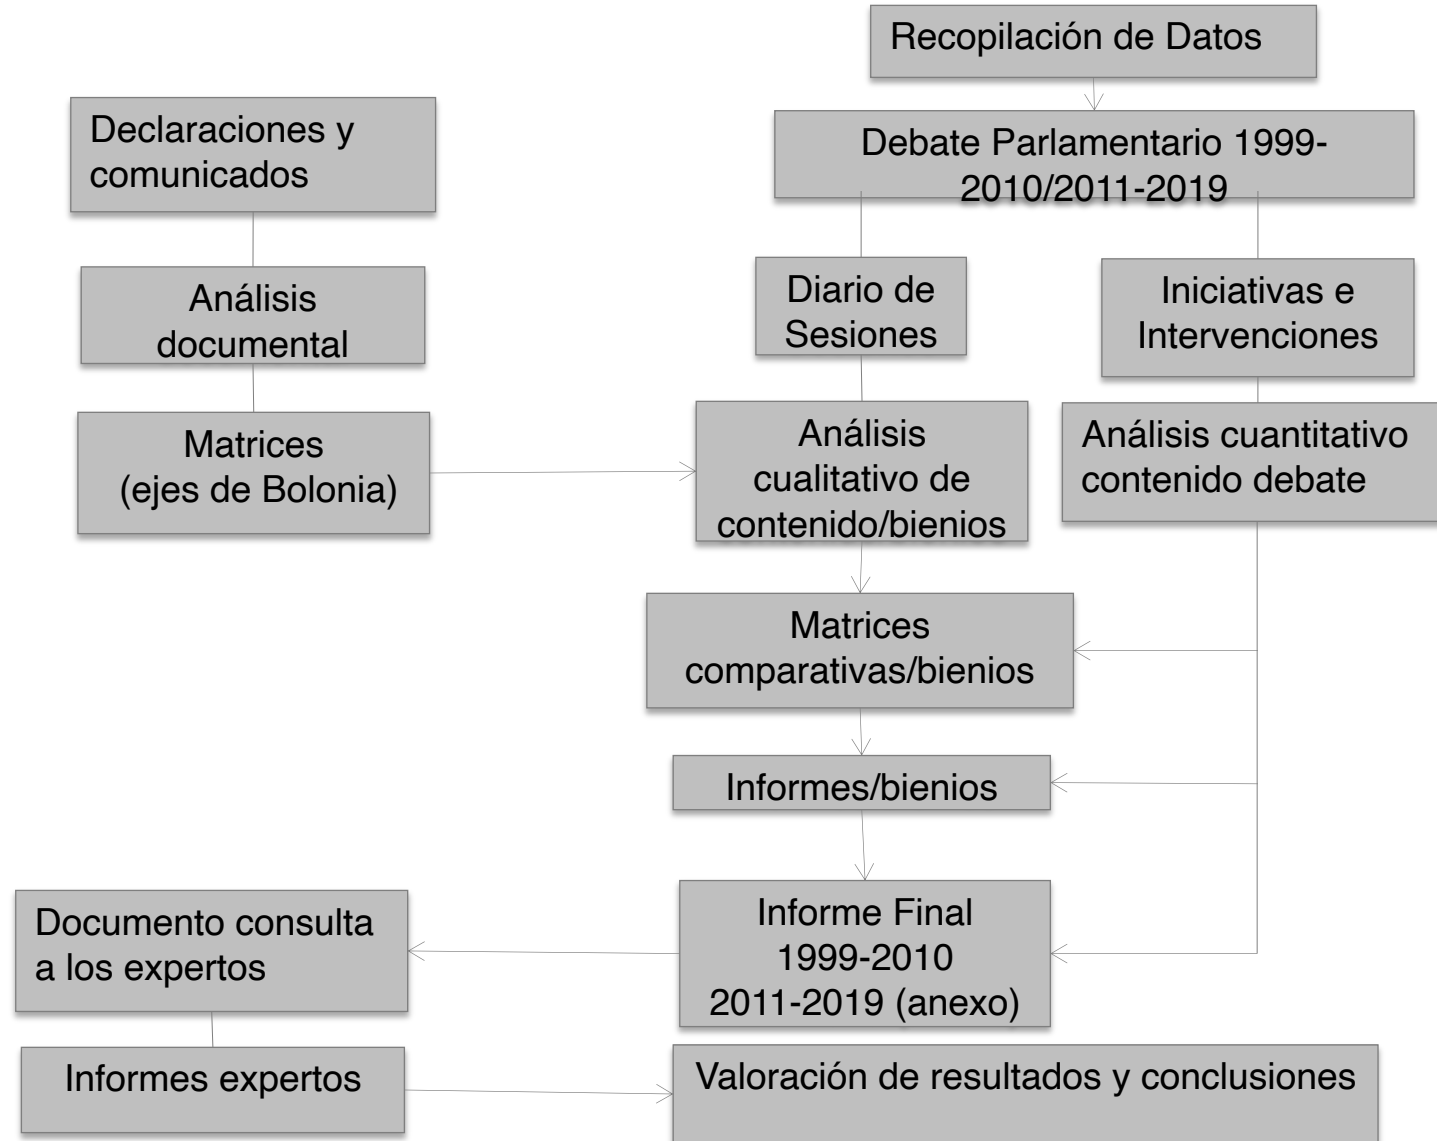 Recopilación de Datos
Declaraciones y
comunicados
Debate Parlamentario 1999-
2010/2011-2019
Análisis
documental
Diario de
Sesiones
Iniciativas e
Intervenciones
Matrices
(ejes de Bolonia)
Análisis
cualitativo de
contenido/bienios
Análisis cuantitativo
contenido debate
Matrices
comparativas/bienios
Informes/bienios
Informe Final
1999-2010
2011-2019 (anexo)
Documento consulta
a los expertos
Informes expertos
Valoración de resultados y conclusiones